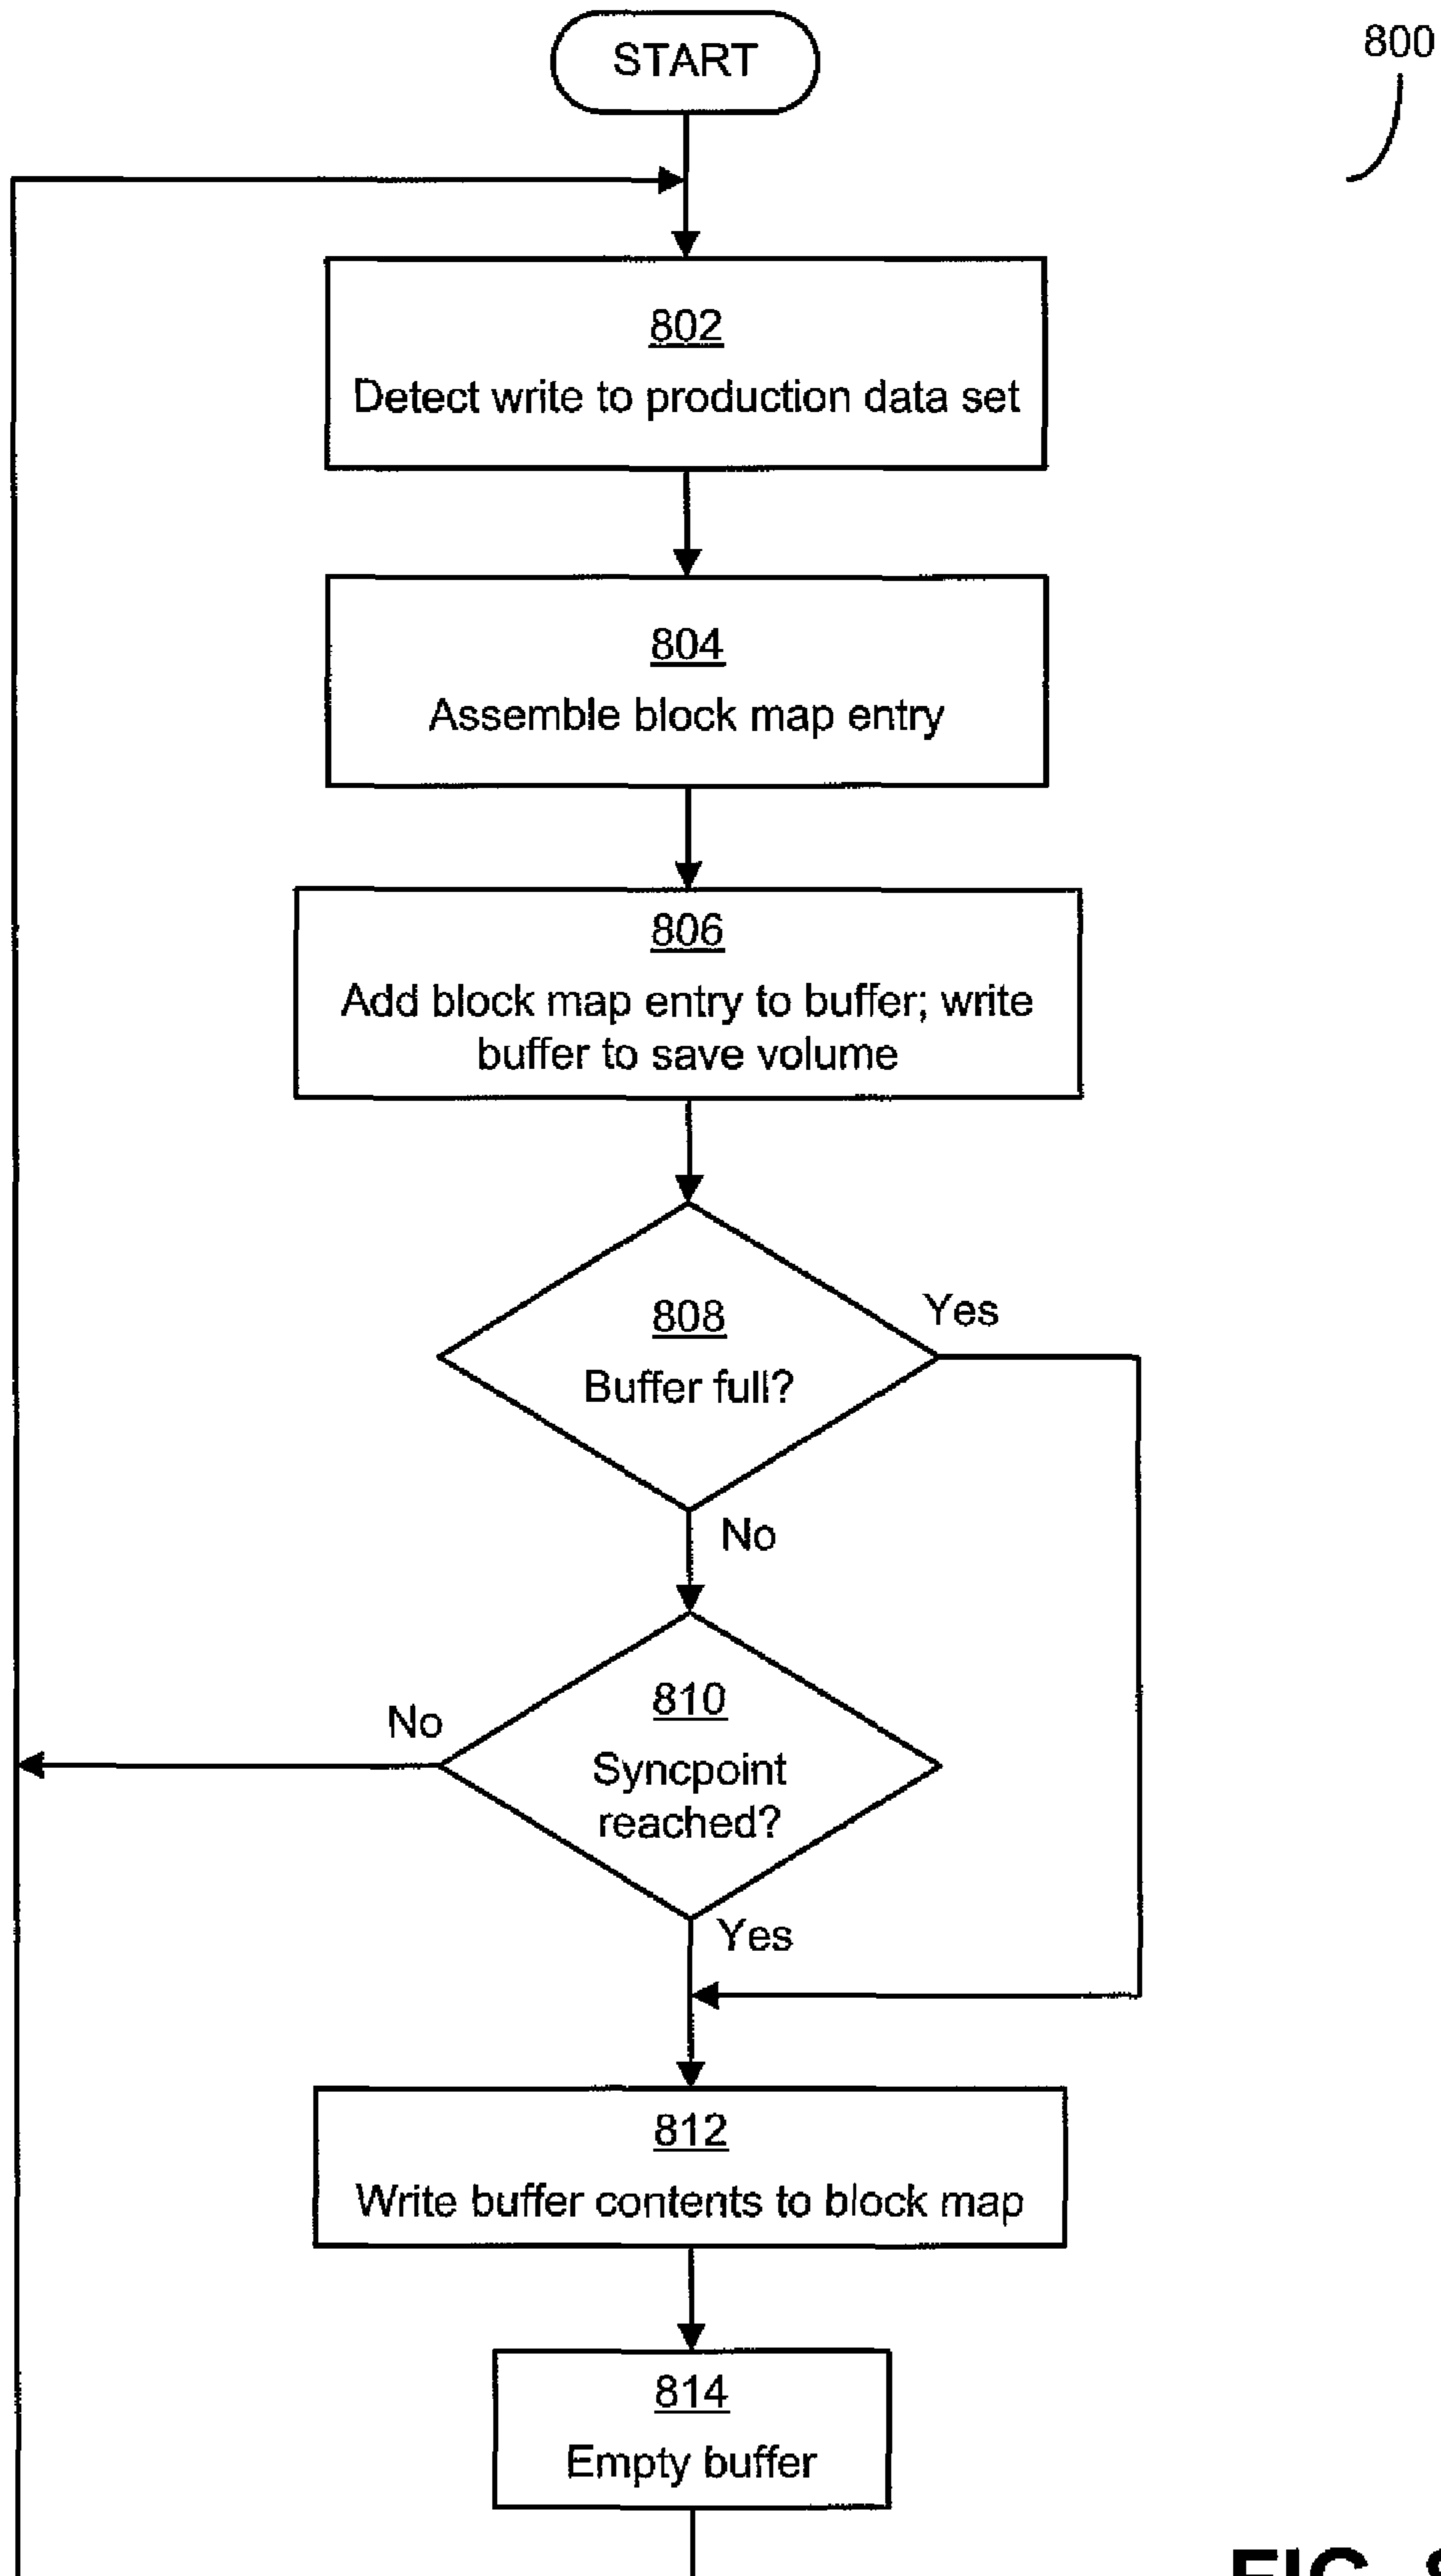 START
800
802
Detect write to production data set
804
Assemble block map entry
806
Add block map entry to buffer; write
buffer to save volume
808
Buffer full?
Yes
No
810
Syncpoint
reached?
No
Yes
812
Write buffer contents to block map
814
Empty buffer
FIG.